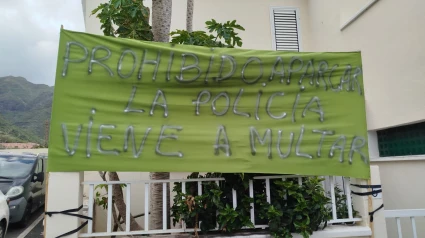 PROHIBIDO APARCAR
LA POLICIA
VIENE A MULTAR